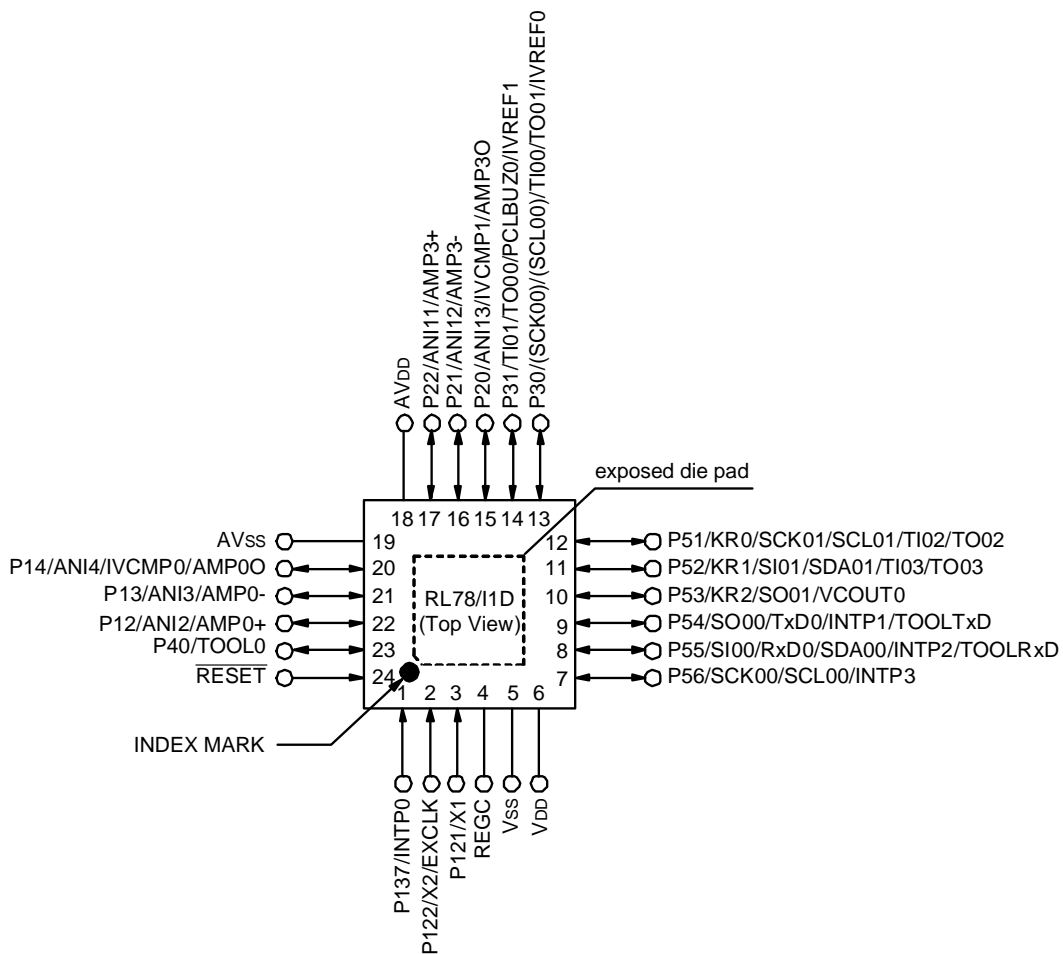 AVDD
P22/ANI11/AMP3+
P21/ANI12/AMP3-
P20/ANI13/IVCMP1/AMP3O
P31/TI01/TO00/PCLBUZ0/IVREF1
P30/(SCK00)/(SCL00)/TI00/TO01/IVREF0
exposed die pad
18 17 16 15 14 13
AVSS 19
P14/ANI4/IVCMP0/AMP0O 20
P13/ANI3/AMP0- 21
P12/ANI2/AMP0+ 22
P40/TOOL0 23
RESET 24
RL78/I1D
(Top View)
12 P51/KR0/SCK01/SCL01/TI02/TO02
11 P52/KR1/SI01/SDA01/TI03/TO03
10 P53/KR2/SO01/VCOUT0
9 P54/SO00/TxD0/INTP1/TOOLTxD
8 P55/SI00/RxD0/SDA00/INTP2/TOOLRxD
7 P56/SCK00/SCL00/INTP3
1 2 3 4 5 6
INDEX MARK
P137/INTP0
P122/X2/EXCLK
P121/X1
REGC
VSS
VDD